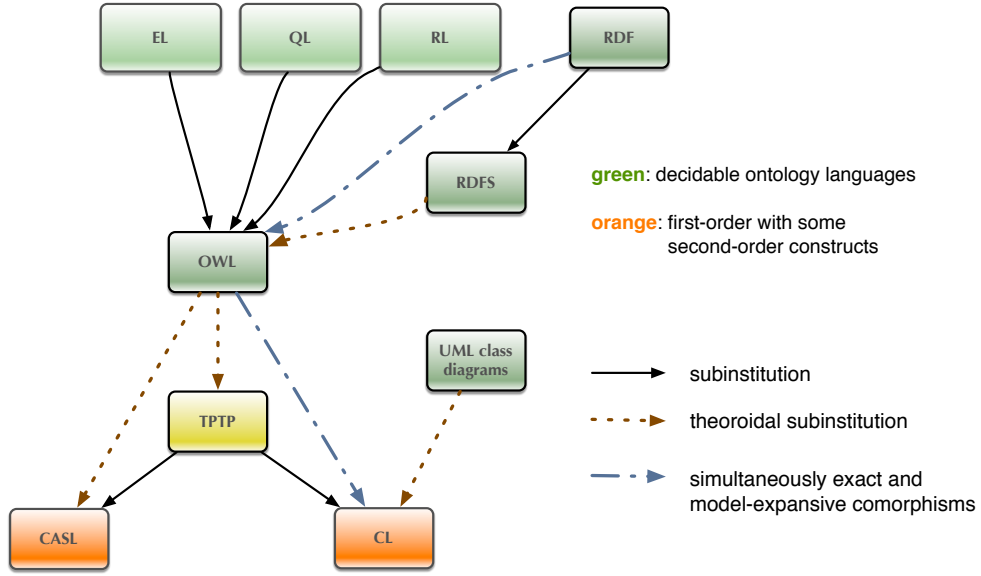 EL
QL
RL
RDF
RDFS
green: decidable ontology languages
orange: first-order with some
second-order constructs
OWL
UML class
diagrams
subinstitution
TPTP
theoroidal subinstitution
simultaneously exact and
model-expansive comorphisms
CASL
CL